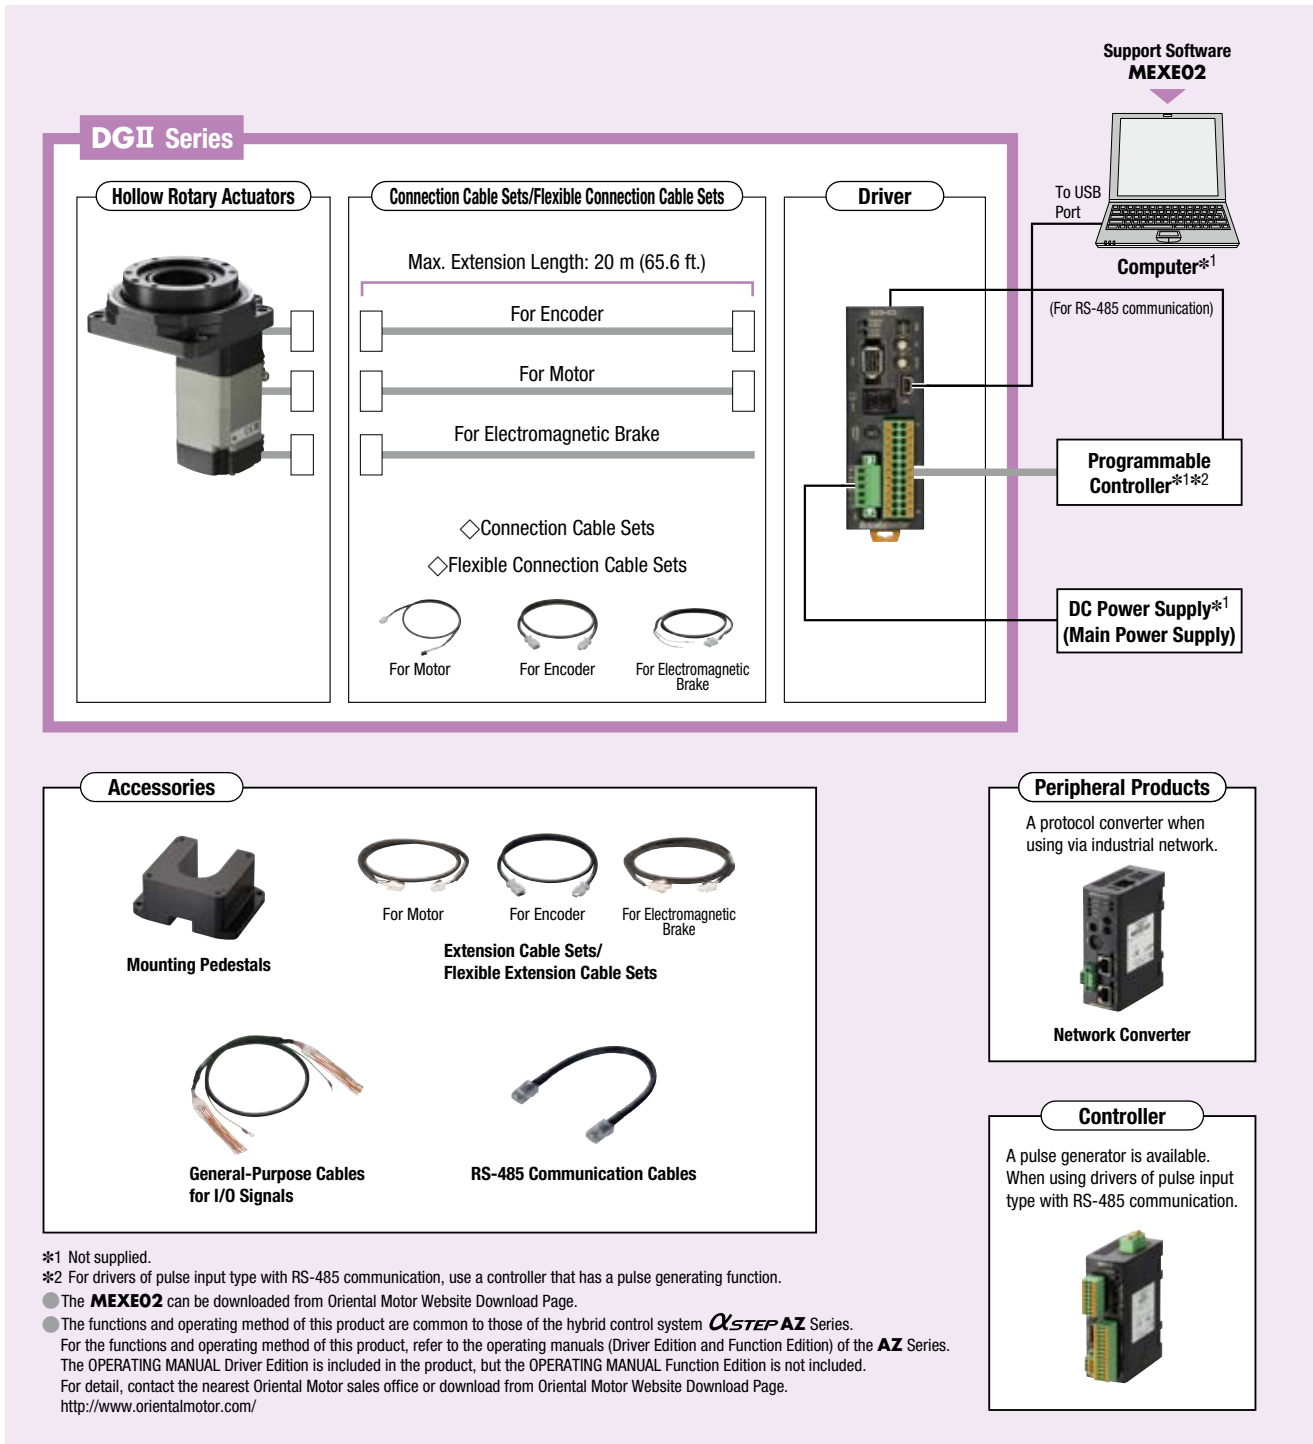 Support Software
MEXE02
DGⅡ Series
Hollow Rotary Actuators
Connection Cable Sets/Flexible Connection Cable Sets
Driver
To USB
Port
Computer✽1
Max. Extension Length: 20 m (65.6 ft.)
(For RS-485 communication)
For Encoder
For Motor
For Electromagnetic Brake
Programmable
Controller✽1✽2
◇Connection Cable Sets
◇Flexible Connection Cable Sets
DC Power Supply✽1
(Main Power Supply)
For Motor
For Encoder
For Electromagnetic
Brake
Accessories
Mounting Pedestals
For Motor
For Encoder
For Electromagnetic
Brake
Extension Cable Sets/
Flexible Extension Cable Sets
General-Purpose Cables
for I/O Signals
RS-485 Communication Cables
Peripheral Products
A protocol converter when
using via industrial network.
Network Converter
Controller
A pulse generator is available.
When using drivers of pulse input
type with RS-485 communication.
✽1 Not supplied.
✽2 For drivers of pulse input type with RS-485 communication, use a controller that has a pulse generating function.
●The MEXE02 can be downloaded from Oriental Motor Website Download Page.
●The functions and operating method of this product are common to those of the hybrid control system αSTEP AZ Series.
For the functions and operating method of this product, refer to the operating manuals (Driver Edition and Function Edition) of the AZ Series.
The OPERATING MANUAL Driver Edition is included in the product, but the OPERATING MANUAL Function Edition is not included.
For detail, contact the nearest Oriental Motor sales office or download from Oriental Motor Website Download Page.
http://www.orientalmotor.com/